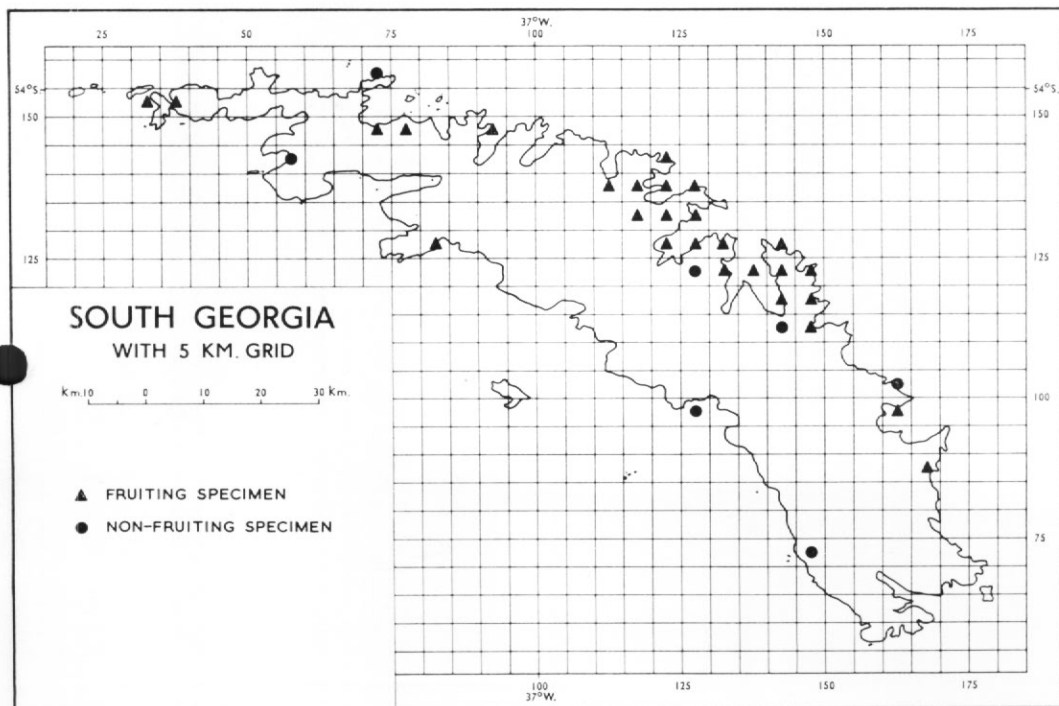 37°W.
25 50 75 100 125 150 175
54°S. 54°S.
150 150
125 125
SOUTH GEORGIA
WITH 5 KM. GRID
Km.10 0 10 20 30 Km.
100
▲ FRUITING SPECIMEN
● NON-FRUITING SPECIMEN
75
100 125 150 175
37°W.